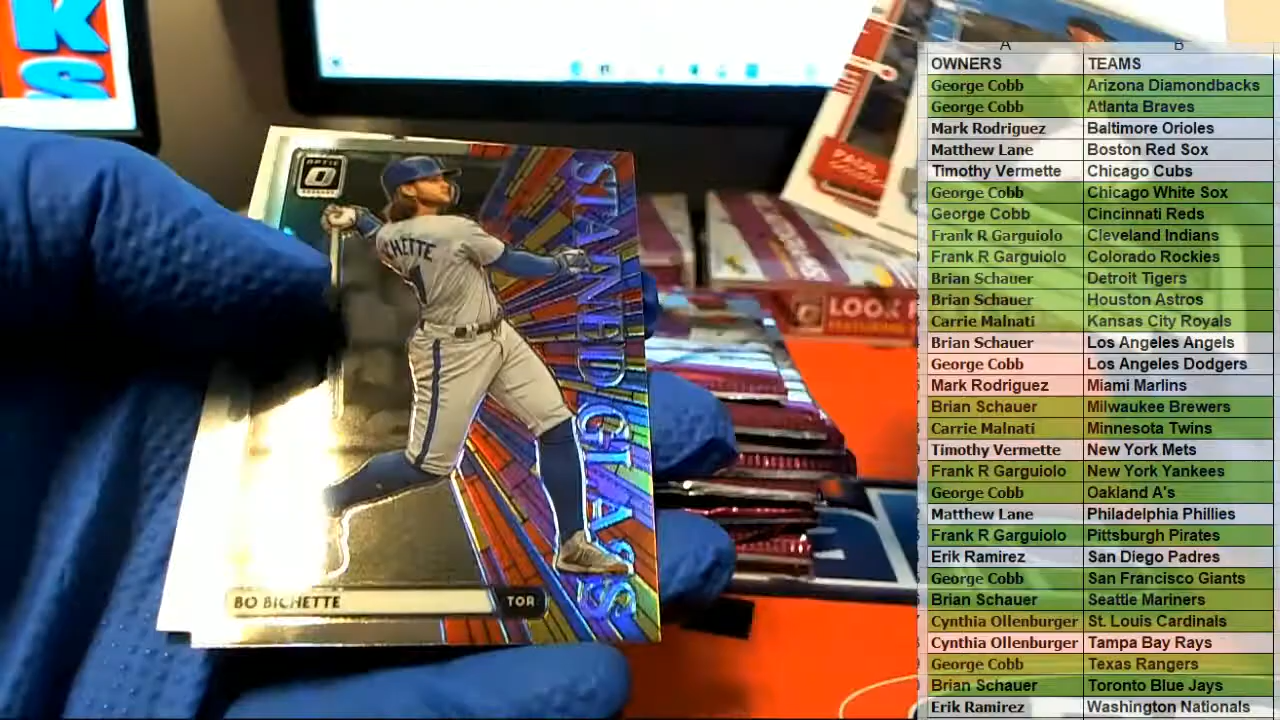 K
S
OPTIC
STAINED GLASS
BICHETTE
1
BO BICHETTE
TOR
PAUL
LOOK F
A B
OWNERS TEAMS
George Cobb Arizona Diamondbacks
George Cobb Atlanta Braves
Mark Rodriguez Baltimore Orioles
Matthew Lane Boston Red Sox
Timothy Vermette Chicago Cubs
George Cobb Chicago White Sox
George Cobb Cincinnati Reds
Frank R Garguiolo Cleveland Indians
Frank R Garguiolo Colorado Rockies
Brian Schauer Detroit Tigers
Brian Schauer Houston Astros
Carrie Malnati Kansas City Royals
Brian Schauer Los Angeles Angels
George Cobb Los Angeles Dodgers
Mark Rodriguez Miami Marlins
Brian Schauer Milwaukee Brewers
Carrie Malnati Minnesota Twins
Timothy Vermette New York Mets
Frank R Garguiolo New York Yankees
George Cobb Oakland A's
Matthew Lane Philadelphia Phillies
Frank R Garguiolo Pittsburgh Pirates
Erik Ramirez San Diego Padres
George Cobb San Francisco Giants
Brian Schauer Seattle Mariners
Cynthia Ollenburger St. Louis Cardinals
Cynthia Ollenburger Tampa Bay Rays
George Cobb Texas Rangers
Brian Schauer Toronto Blue Jays
Erik Ramirez Washington Nationals